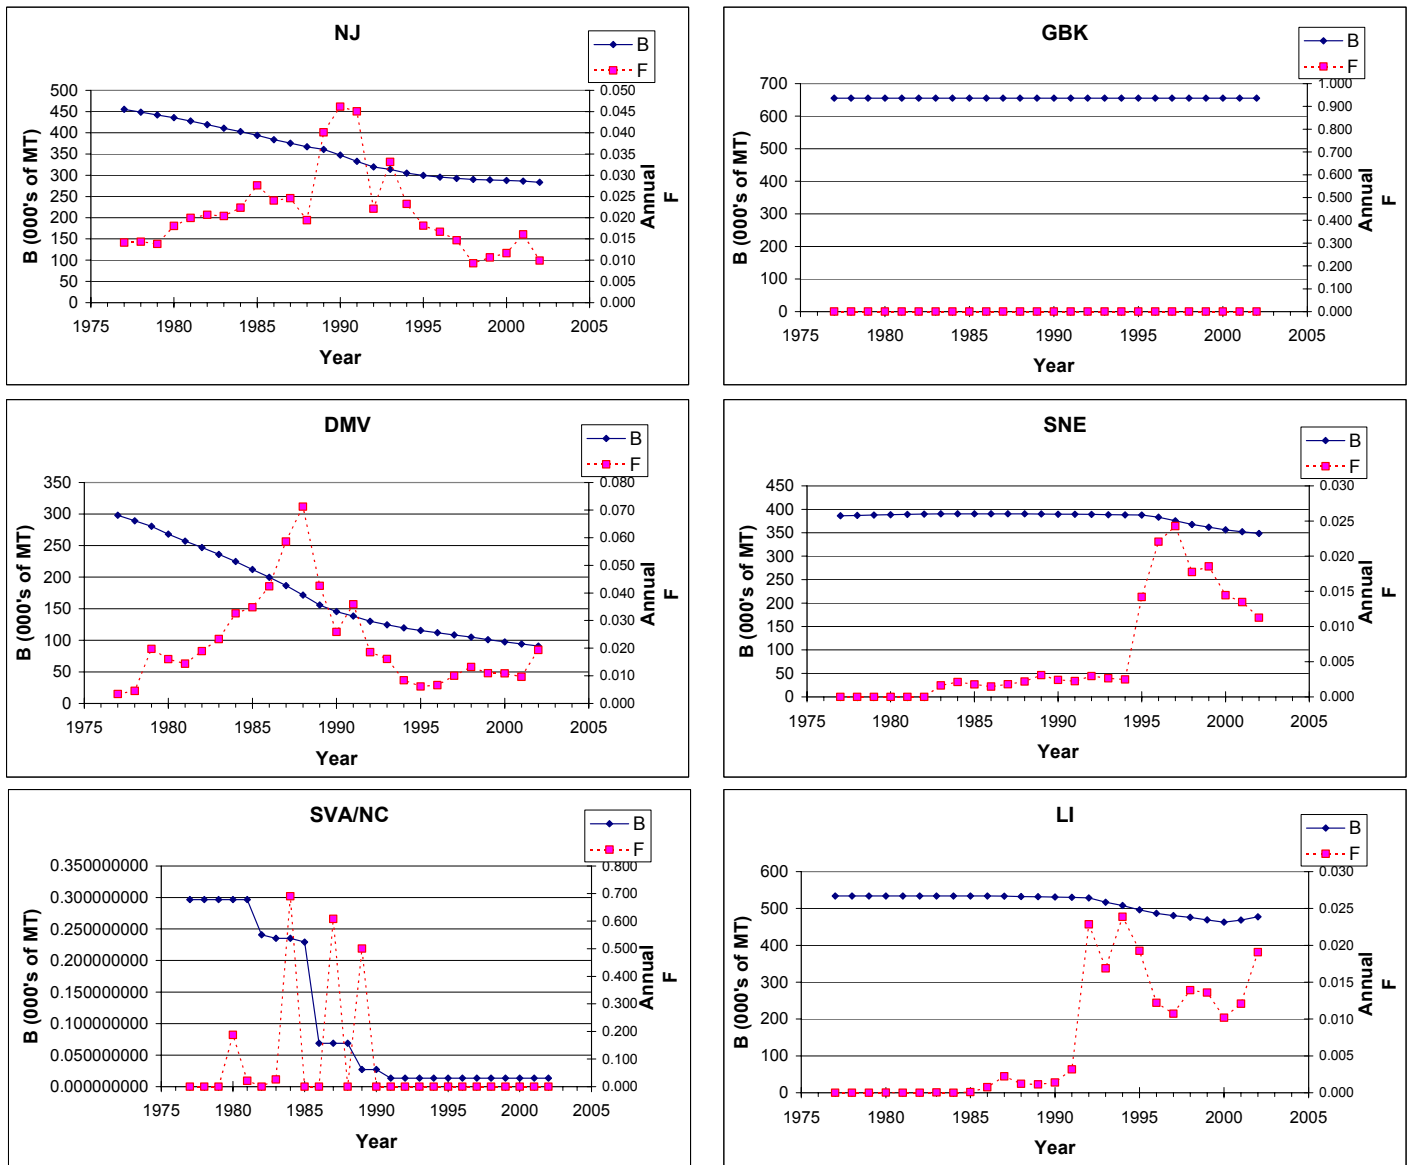 NJ
B
F
500
450
400
350
300
250
200
150
100
50
0
0.050
0.045
0.040
0.035
0.030
0.025
0.020
0.015
0.010
0.005
0.000
B (000's of MT)
Annual
F
1975 1980 1985 1990 1995 2000 2005
Year
GBK
B
F
700
600
500
400
300
200
100
0
1.000
0.900
0.800
0.700
0.600
0.500
0.400
0.300
0.200
0.100
0.000
B (000's of MT)
Annual
F
1975 1980 1985 1990 1995 2000 2005
Year
DMV
B
F
350
300
250
200
150
100
50
0
0.080
0.070
0.060
0.050
0.040
0.030
0.020
0.010
0.000
B (000's of MT)
Annual
F
1975 1980 1985 1990 1995 2000 2005
Year
SNE
B
F
450
400
350
300
250
200
150
100
50
0
0.030
0.025
0.020
0.015
0.010
0.005
0.000
B (000's of MT)
Annual
F
1975 1980 1985 1990 1995 2000 2005
Year
SVA/NC
B
F
0.350000000
0.300000000
0.250000000
0.200000000
0.150000000
0.100000000
0.050000000
0.000000000
0.800
0.700
0.600
0.500
0.400
0.300
0.200
0.100
0.000
B (000's of MT)
Annual
F
1975 1980 1985 1990 1995 2000 2005
Year
LI
B
F
600
500
400
300
200
100
0
0.030
0.025
0.020
0.015
0.010
0.005
0.000
B (000's of MT)
Annual
F
1975 1980 1985 1990 1995 2000 2005
Year